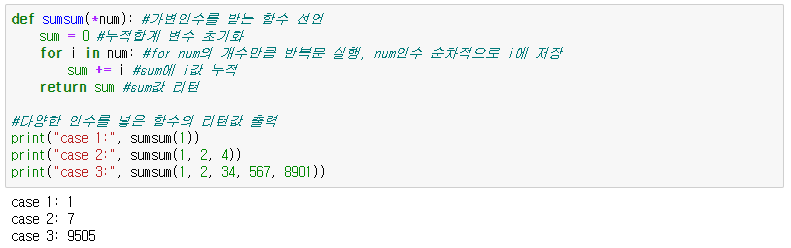 def sumsum(*num): #가변인수를 받는 함수 선언
    sum = 0 #누적합계 변수 초기화
    for i in num: #for num의 개수만큼 반복문 실행, num인수 순차적으로 i에 저장
        sum += i #sum에 i값 누적
    return sum #sum값 리턴
#다양한 인수를 넣은 함수의 리턴값 출력
print("case 1:", sumsum(1))
print("case 2:", sumsum(1, 2, 4))
print("case 3:", sumsum(1, 2, 34, 567, 8901))
case 1: 1
case 2: 7
case 3: 9505